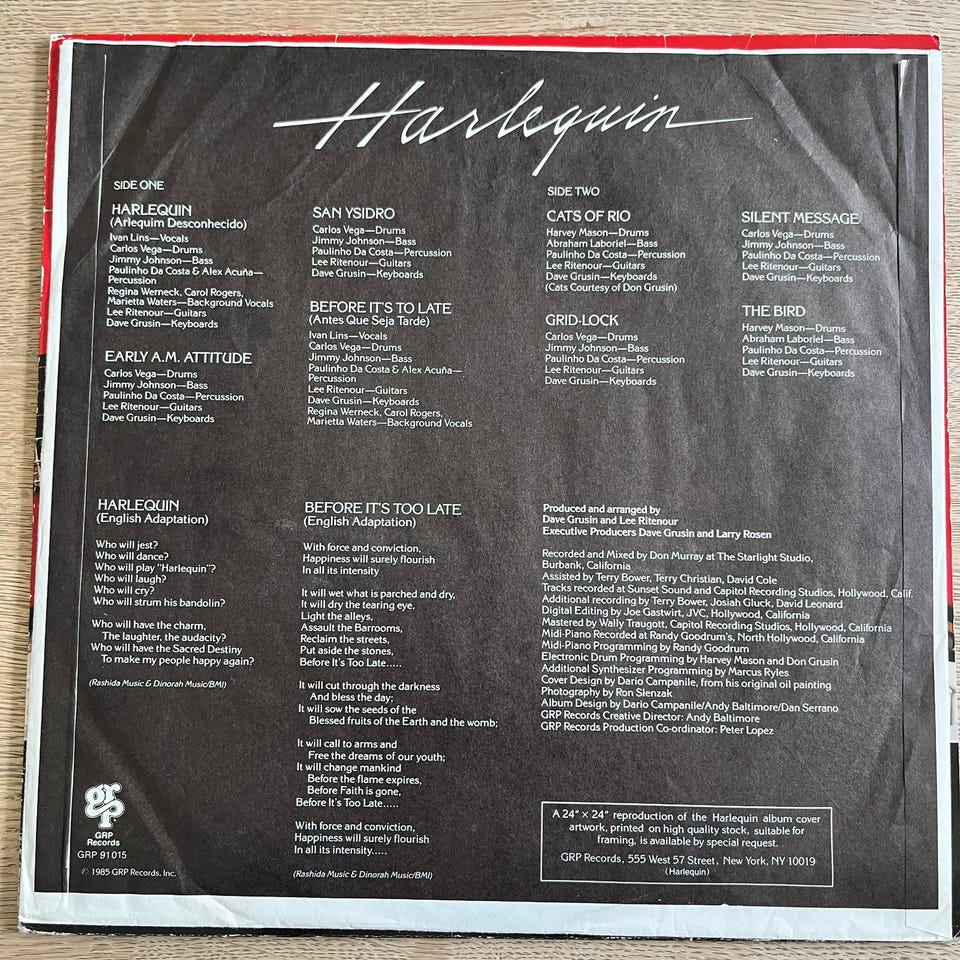 Harlequin
SIDE ONE
HARLEQUIN
(Arlequim Desconhecido)
Ivan Lins—Vocals
Carlos Vega—Drums
Jimmy Johnson—Bass
Paulinho Da Costa & Alex Acuña—
Percussion
Regina Werneck, Carol Rogers,
Marietta Waters—Background Vocals
Lee Ritenour—Guitars
Dave Grusin—Keyboards
EARLY A.M. ATTITUDE
Carlos Vega—Drums
Jimmy Johnson—Bass
Paulinho Da Costa—Percussion
Lee Ritenour—Guitars
Dave Grusin—Keyboards
SAN YSIDRO
Carlos Vega—Drums
Jimmy Johnson—Bass
Paulinho Da Costa—Percussion
Lee Ritenour—Guitars
Dave Grusin—Keyboards
BEFORE IT'S TO LATE
(Antes Que Seja Tarde)
Ivan Lins—Vocals
Carlos Vega—Drums
Jimmy Johnson—Bass
Paulinho Da Costa & Alex Acuña—
Percussion
Lee Ritenour—Guitars
Dave Grusin—Keyboards
Regina Werneck, Carol Rogers,
Marietta Waters—Background Vocals
SIDE TWO
CATS OF RIO
Harvey Mason—Drums
Abraham Laboriel—Bass
Paulinho Da Costa—Percussion
Lee Ritenour—Guitars
Dave Grusin—Keyboards
(Cats Courtesy of Don Grusin)
GRID-LOCK
Carlos Vega—Drums
Jimmy Johnson—Bass
Paulinho Da Costa—Percussion
Lee Ritenour—Guitars
Dave Grusin—Keyboards
SILENT MESSAGE
Carlos Vega—Drums
Jimmy Johnson—Bass
Paulinho Da Costa—Percussion
Lee Ritenour—Guitars
Dave Grusin—Keyboards
THE BIRD
Harvey Mason—Drums
Abraham Laboriel—Bass
Paulinho Da Costa—Percussion
Lee Ritenour—Guitars
Dave Grusin—Keyboards
HARLEQUIN
(English Adaptation)
Who will jest?
Who will dance?
Who will play "Harlequin"?
Who will laugh?
Who will cry?
Who will strum his bandolin?
Who will have the charm,
The laughter, the audacity?
Who will have the Sacred Destiny
To make my people happy again?
(Rashida Music & Dinorah Music/BMI)
BEFORE IT'S TOO LATE
(English Adaptation)
With force and conviction,
Happiness will surely flourish
In all its intensity
It will wet what is parched and dry,
It will dry the tearing eye,
Light the alleys,
Assault the Barrooms,
Reclaim the streets,
Put aside the stones,
Before It's Too Late.....
It will cut through the darkness
And bless the day;
It will sow the seeds of the
Blessed fruits of the Earth and the womb;
It will call to arms and
Free the dreams of our youth;
It will change mankind
Before the flame expires,
Before Faith is gone,
Before It's Too Late.....
With force and conviction,
Happiness will surely flourish
In all its intensity.....
(Rashida Music & Dinorah Music/BMI)
Produced and arranged by
Dave Grusin and Lee Ritenour
Executive Producers Dave Grusin and Larry Rosen
Recorded and Mixed by Don Murray at The Starlight Studio,
Burbank, California
Assisted by Terry Bower, Terry Christian, David Cole
Tracks recorded at Sunset Sound and Capitol Recording Studios, Hollywood, Calif.
Additional recording by Terry Bower, Josiah Gluck, David Leonard
Digital Editing by Joe Gastwirt, JVC, Hollywood, California
Mastered by Wally Traugott, Capitol Recording Studios, Hollywood, California
Midi-Piano Recorded at Randy Goodrum's, North Hollywood, California
Midi-Piano Programming by Randy Goodrum
Electronic Drum Programming by Harvey Mason and Don Grusin
Additional Synthesizer Programming by Marcus Ryles
Cover Design by Dario Campanile, from his original oil painting
Photography by Ron Slenzak
Album Design by Dario Campanile/Andy Baltimore/Dan Serrano
GRP Records Creative Director: Andy Baltimore
GRP Records Production Co-ordinator: Peter Lopez
A 24" × 24" reproduction of the Harlequin album cover
artwork, printed on high quality stock, suitable for
framing, is available by special request.
GRP Records, 555 West 57 Street, New York, NY 10019
(Harlequin)
grp
GRP
Records
GRP 91015
℗ 1985 GRP Records, Inc.